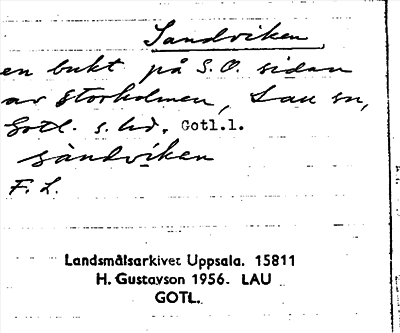 Sandviken
en bukt på S.O. sidan
av Storholmen, Lau sn,
Gotl. s. hd. Gotl.l.
sàndviken
F. L.
Landsmålsarkivet Uppsala. 15811
H. Gustavson 1956. LAU
GOTL.